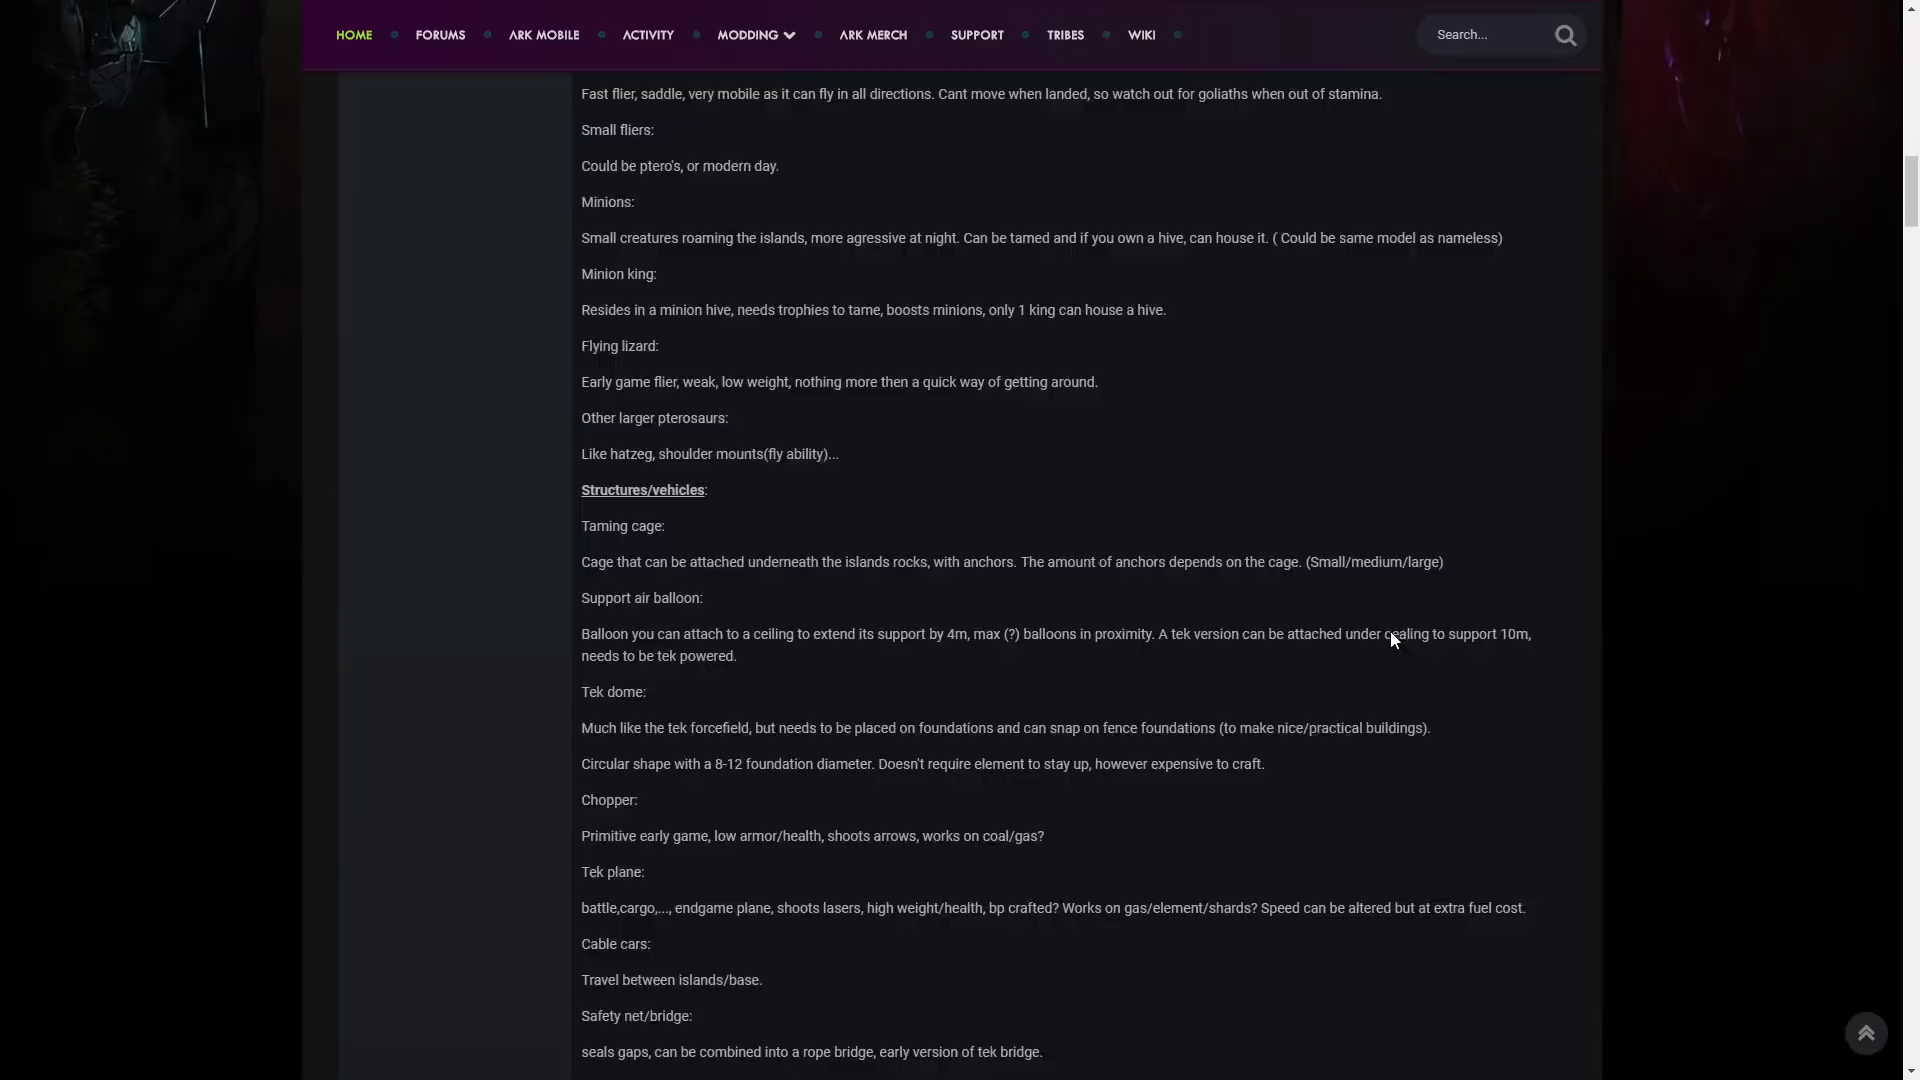 HOME FORUMS ARK MOBILE ACTIVITY MODDING ARK MERCH SUPPORT TRIBES WIKI Search...
Fast flier, saddle, very mobile as it can fly in all directions. Cant move when landed, so watch out for goliaths when out of stamina.
Small fliers:
Could be ptero's, or modern day.
Minions:
Small creatures roaming the islands, more agressive at night. Can be tamed and if you own a hive, can house it. ( Could be same model as nameless)
Minion king:
Resides in a minion hive, needs trophies to tame, boosts minions, only 1 king can house a hive.
Flying lizard:
Early game flier, weak, low weight, nothing more then a quick way of getting around.
Other larger pterosaurs:
Like hatzeg, shoulder mounts(fly ability)...
Structures/vehicles:
Taming cage:
Cage that can be attached underneath the islands rocks, with anchors. The amount of anchors depends on the cage. (Small/medium/large)
Support air balloon:
Balloon you can attach to a ceiling to extend its support by 4m, max (?) balloons in proximity. A tek version can be attached under cealing to support 10m,
needs to be tek powered.
Tek dome:
Much like the tek forcefield, but needs to be placed on foundations and can snap on fence foundations (to make nice/practical buildings).
Circular shape with a 8-12 foundation diameter. Doesn't require element to stay up, however expensive to craft.
Chopper:
Primitive early game, low armor/health, shoots arrows, works on coal/gas?
Tek plane:
battle,cargo,..., endgame plane, shoots lasers, high weight/health, bp crafted? Works on gas/element/shards? Speed can be altered but at extra fuel cost.
Cable cars:
Travel between islands/base.
Safety net/bridge:
seals gaps, can be combined into a rope bridge, early version of tek bridge.